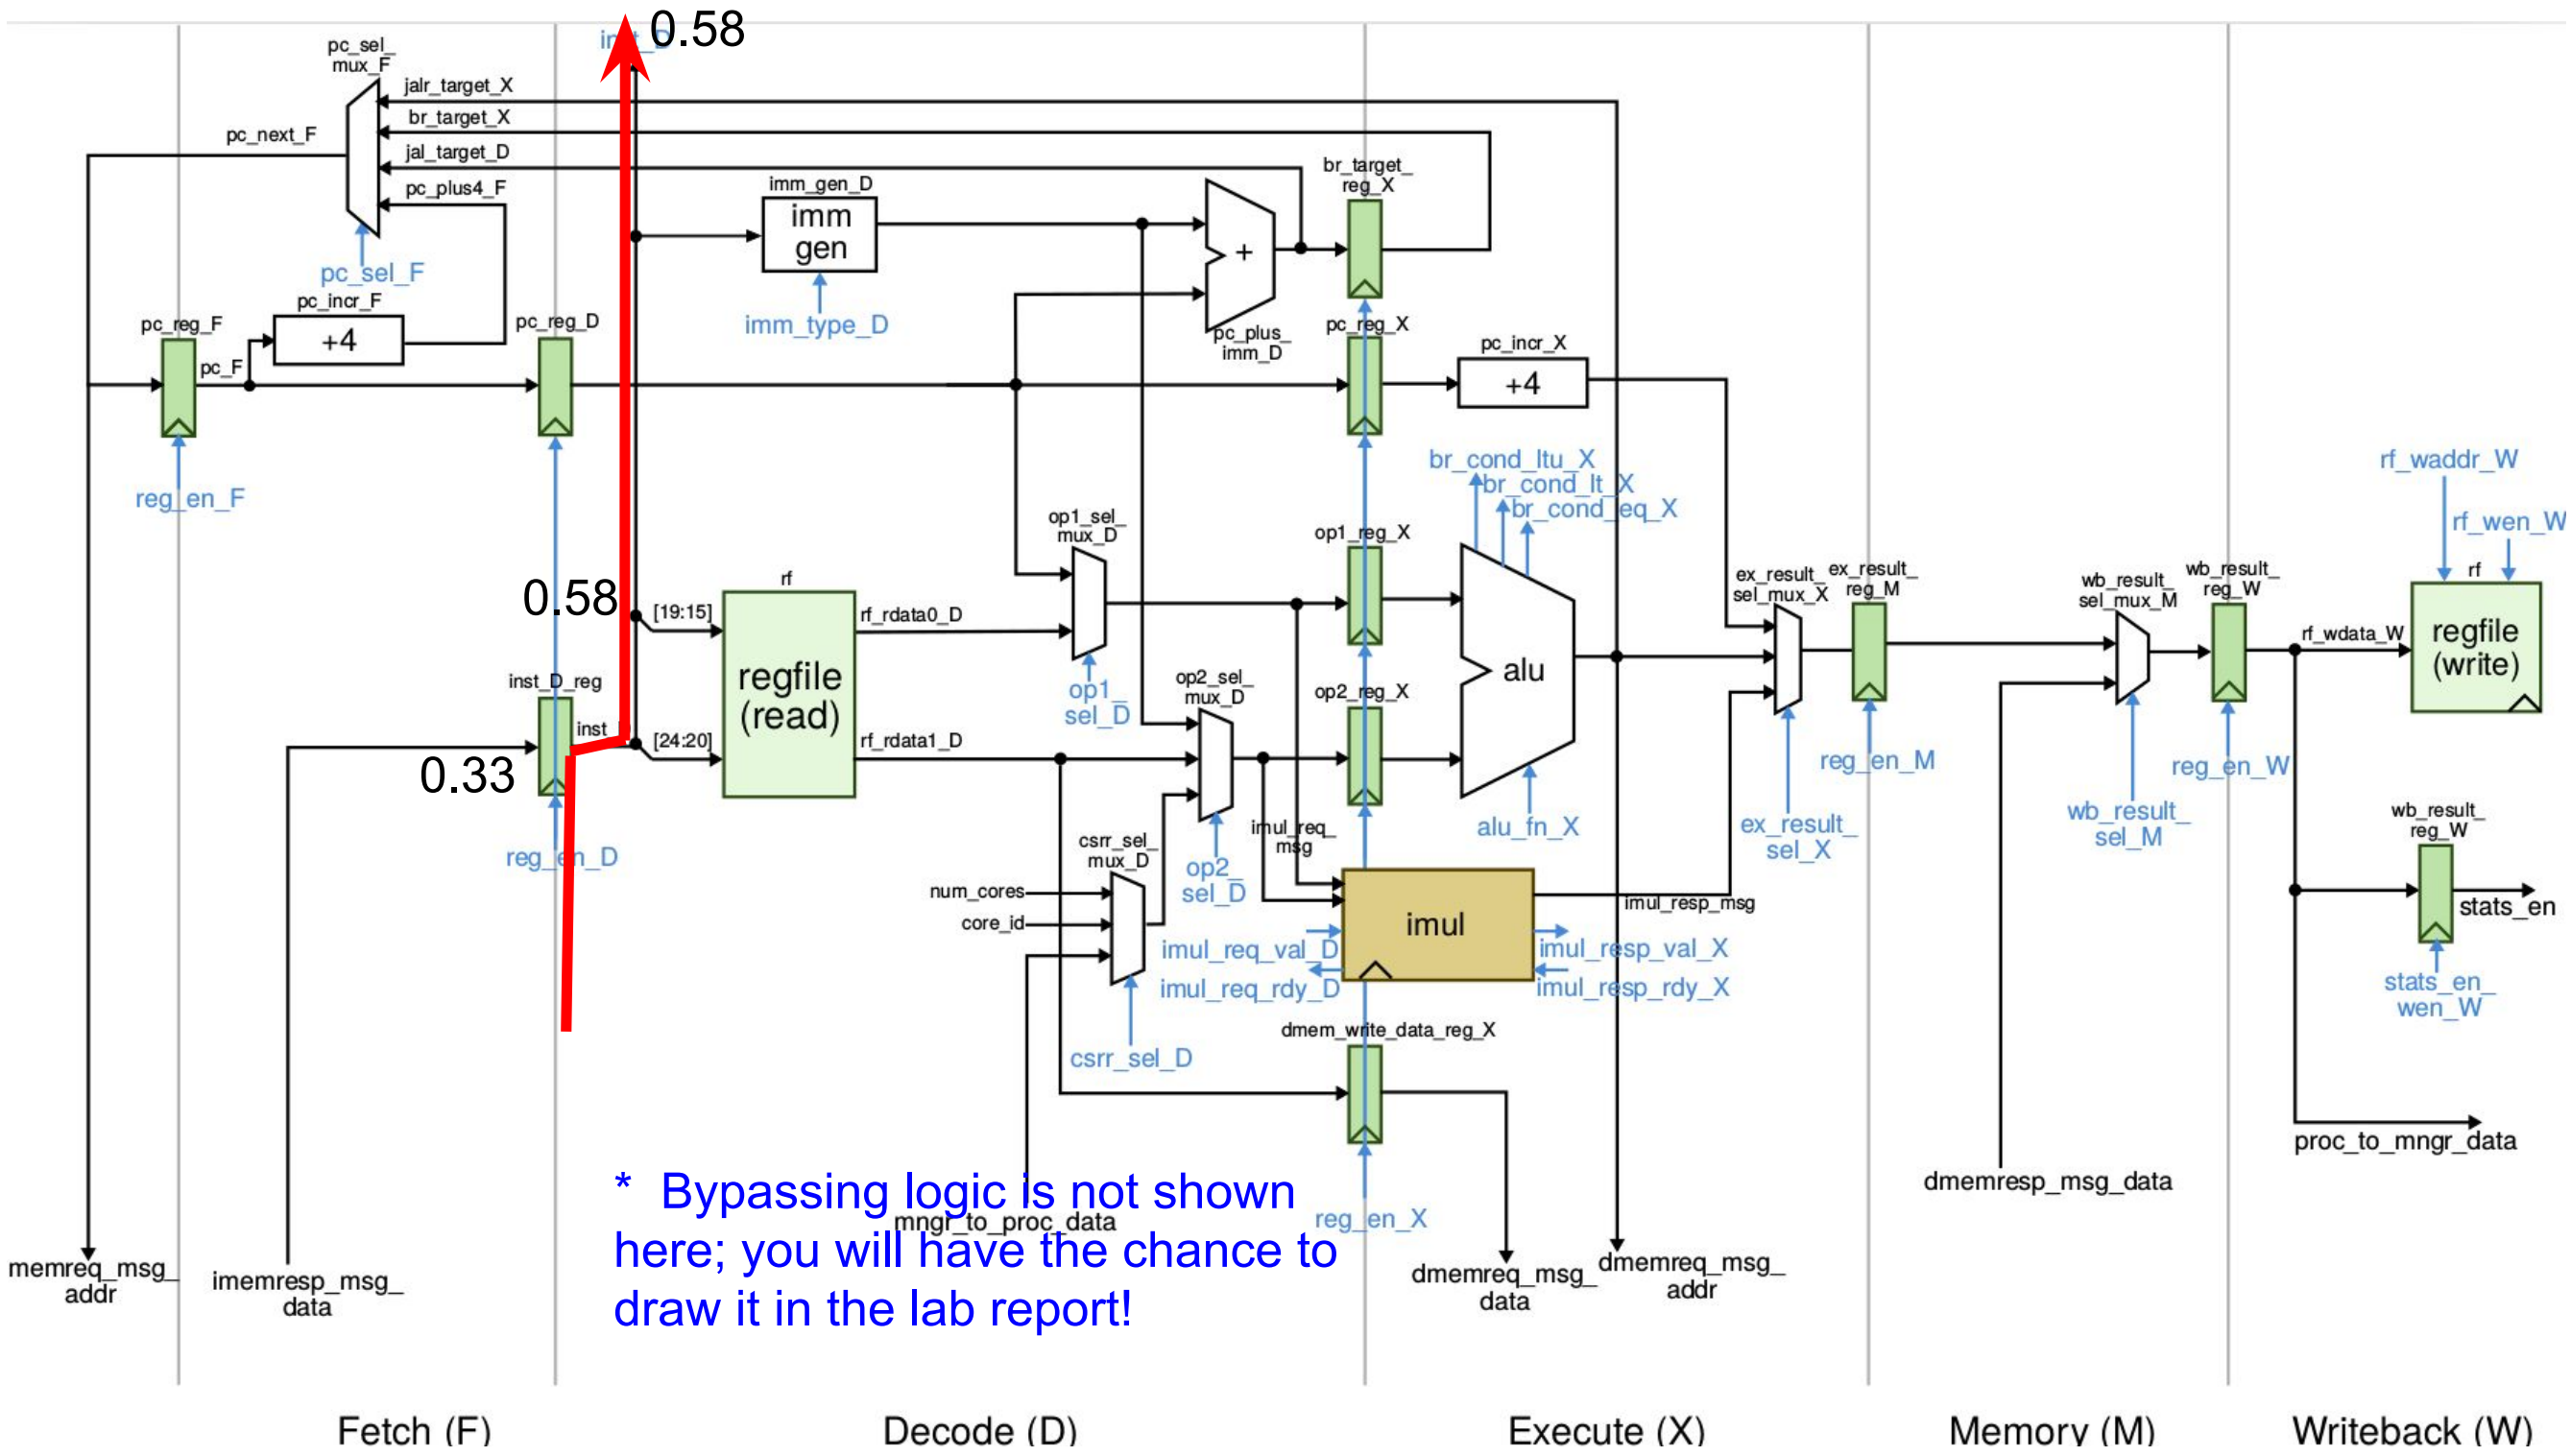 0.58
inst_D
pc_sel_
mux_F
jalr_target_X
br_target_X
pc_next_F
jal_target_D
pc_plus4_F
pc_sel_F
pc_incr_F
+4
pc_reg_F
pc_F
reg_en_F
pc_reg_D
imm_gen_D
imm
gen
imm_type_D
+
pc_plus_
imm_D
br_target_
reg_X
pc_reg_X
pc_incr_X
+4
br_cond_ltu_X
br_cond_lt_X
br_cond_eq_X
rf_waddr_W
rf_wen_W
0.58
inst_D_reg
inst_
0.33
reg_en_D
[19:15]
[24:20]
rf
regfile
(read)
rf_rdata0_D
rf_rdata1_D
op1_sel_
mux_D
op1_
sel_D
op2_sel_
mux_D
op2_
sel_D
op1_reg_X
op2_reg_X
alu
alu_fn_X
ex_result_
sel_mux_X
ex_result_
reg_M
ex_result_
sel_X
reg_en_M
wb_result_
sel_mux_M
wb_result_
sel_M
wb_result_
reg_W
reg_en_W
rf_wdata_W
rf
regfile
(write)
wb_result_
reg_W
stats_en
stats_en_
wen_W
csrr_sel_
mux_D
num_cores
core_id
csrr_sel_D
imul_req_
msg
imul
imul_req_val_D
imul_req_rdy_D
imul_resp_msg
imul_resp_val_X
imul_resp_rdy_X
dmem_write_data_reg_X
reg_en_X
mngr_to_proc_data
* Bypassing logic is not shown
here; you will have the chance to
draw it in the lab report!
memreq_msg_
addr
imemresp_msg_
data
dmemreq_msg_
data
dmemreq_msg_
addr
dmemresp_msg_data
proc_to_mngr_data
Fetch (F)
Decode (D)
Execute (X)
Memory (M)
Writeback (W)